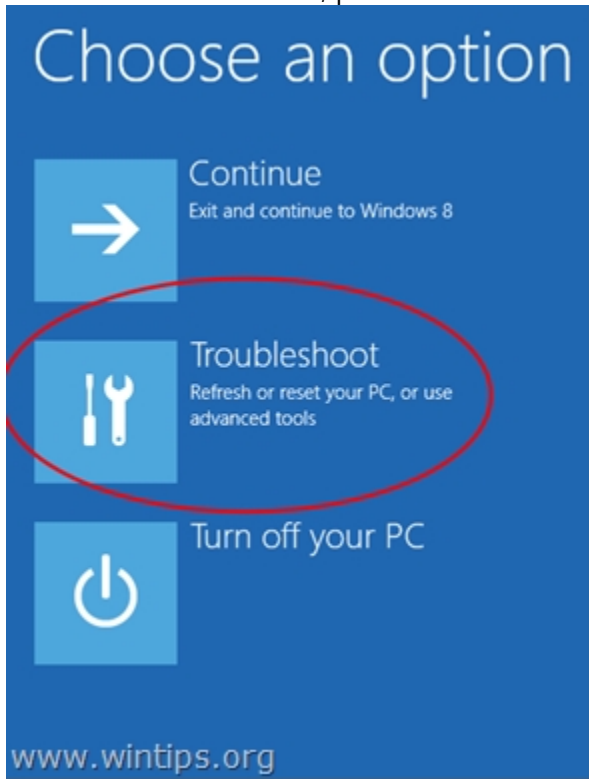 Choose an option
Continue
Exit and continue to Windows 8
Troubleshoot
Refresh or reset your PC, or use
advanced tools
Turn off your PC
www.wintips.org